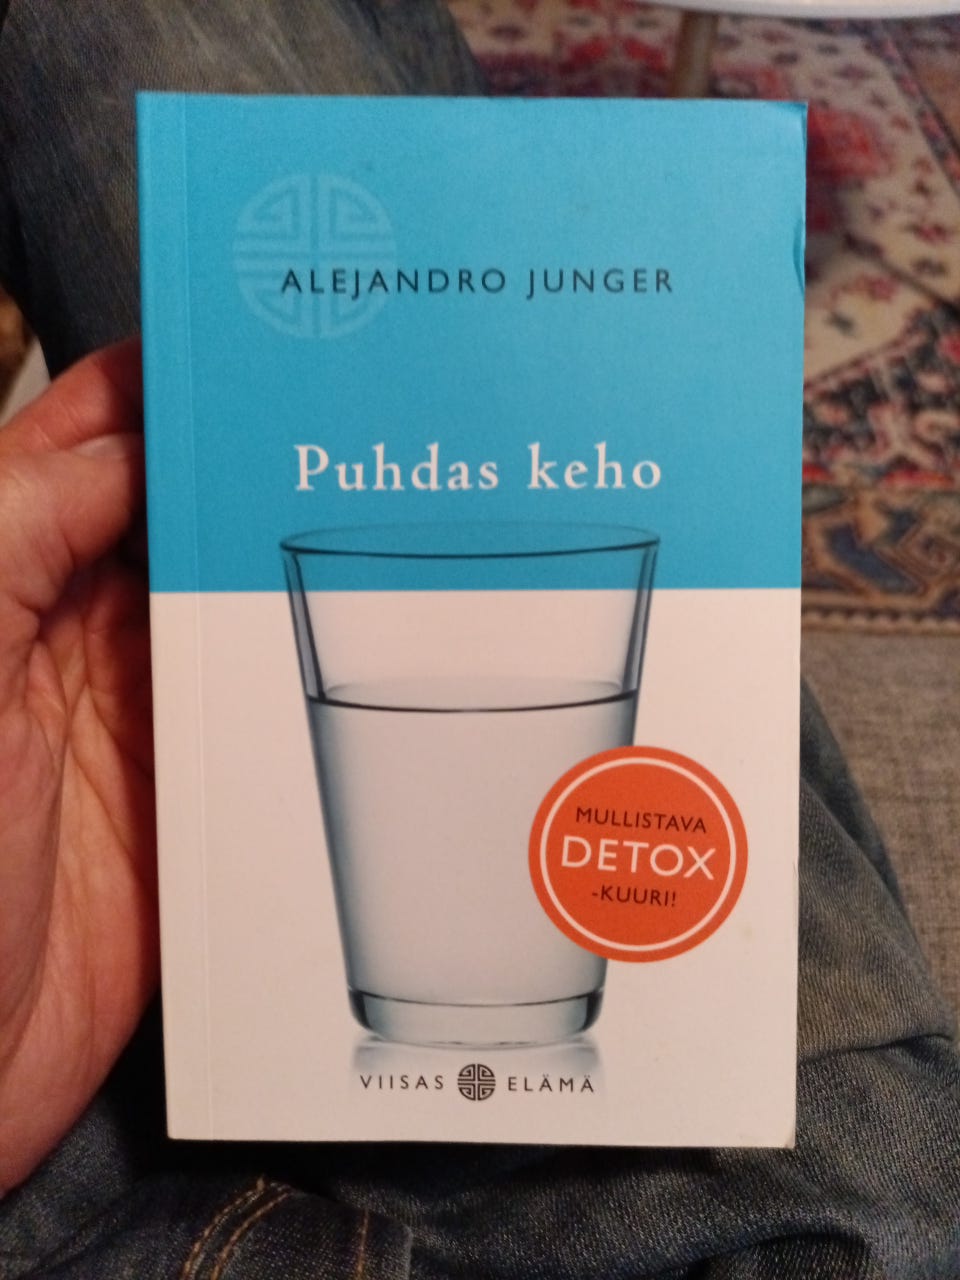 ALEJANDRO JUNGER
Puhdas keho
MULLISTAVA
DETOX
-KUURI!
VIISAS ELÄMÄ